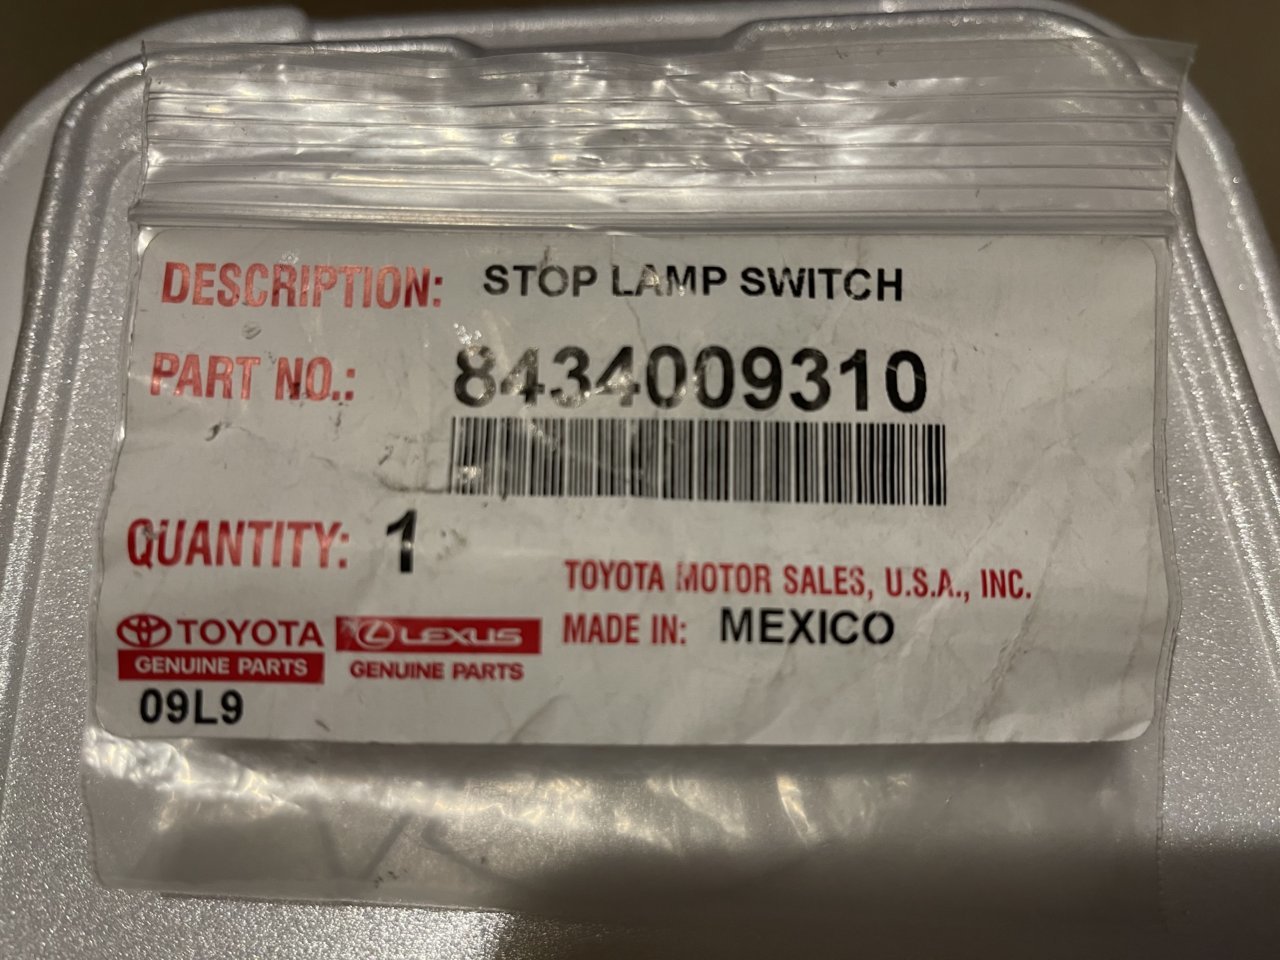 DESCRIPTION: STOP LAMP SWITCH
PART NO.: 8434009310
QUANTITY: 1
TOYOTA MOTOR SALES, U.S.A., INC.
MADE IN: MEXICO
TOYOTA
GENUINE PARTS
LEXUS
GENUINE PARTS
09L9